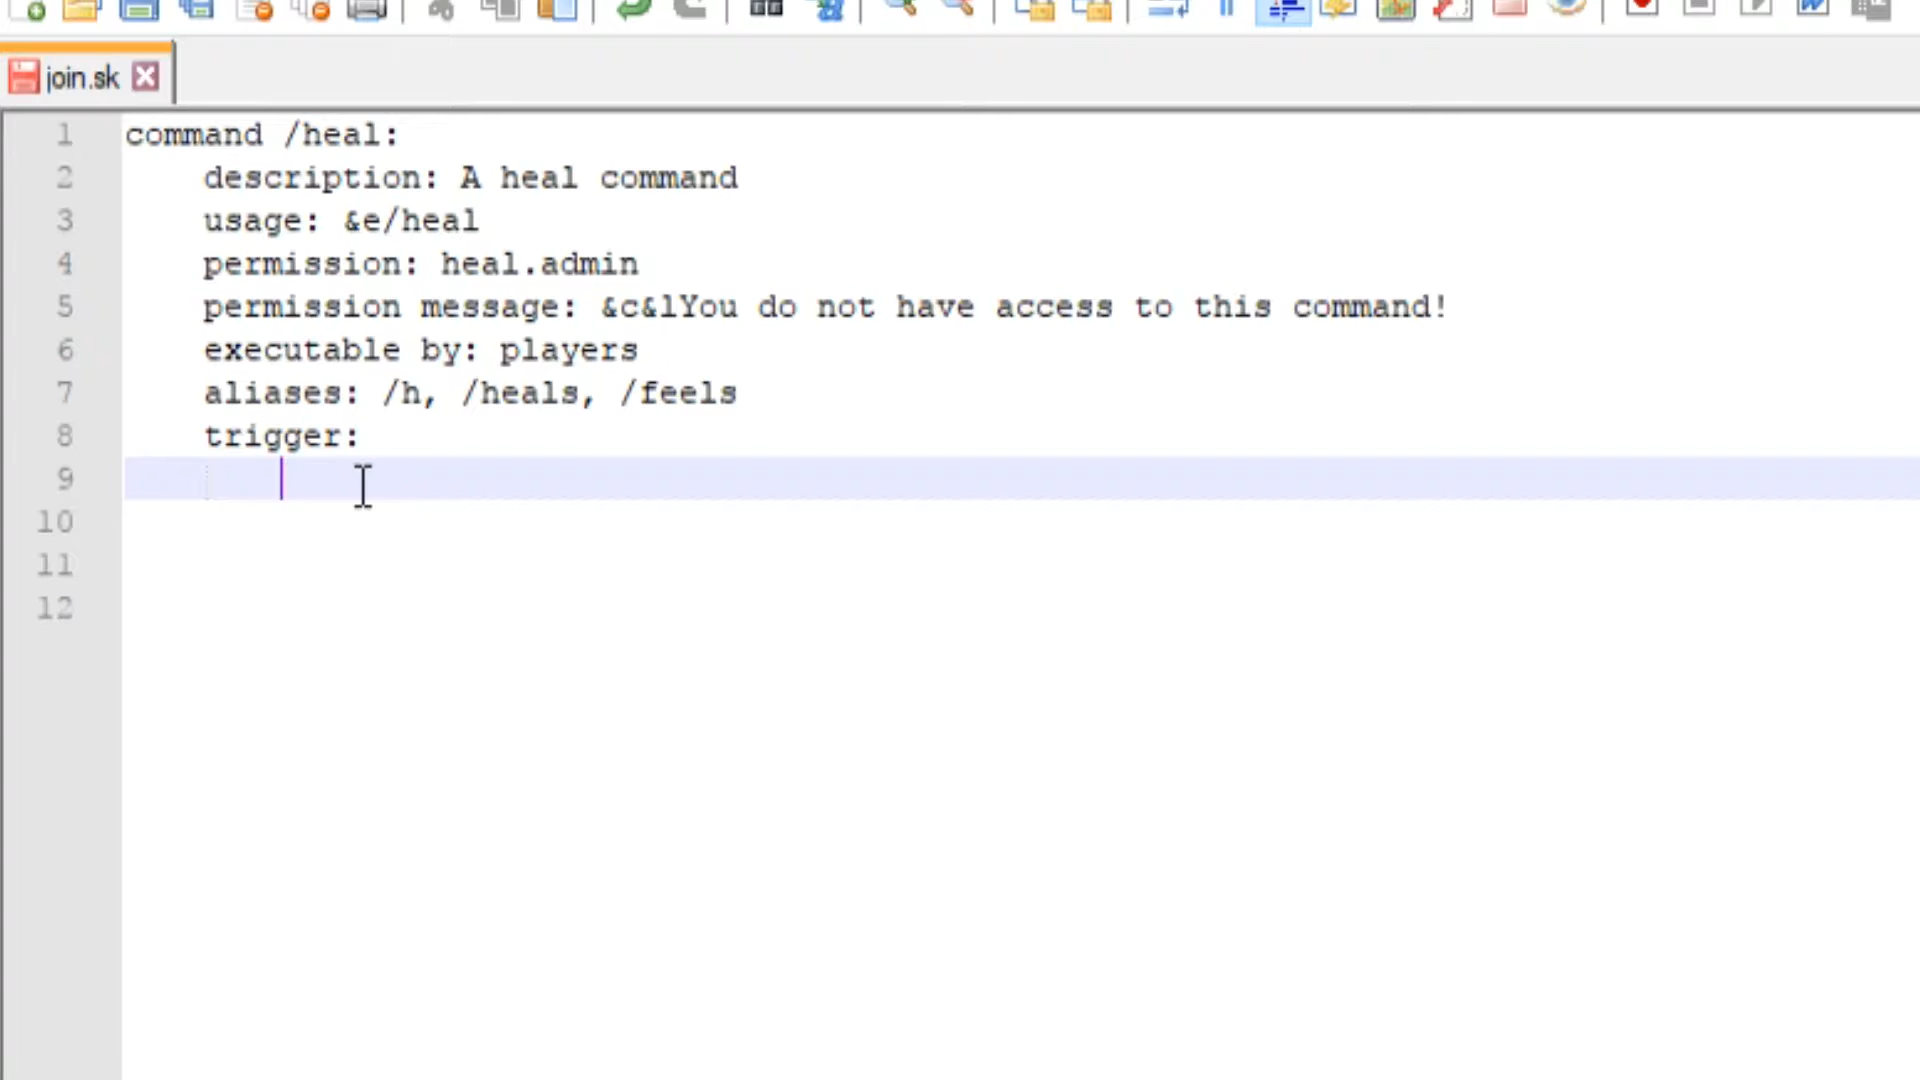 join.sk
1 command /heal:
2 description: A heal command
3 usage: &e/heal
4 permission: heal.admin
5 permission message: &c&lYou do not have access to this command!
6 executable by: players
7 aliases: /h, /heals, /feels
8 trigger:
9
10
11
12